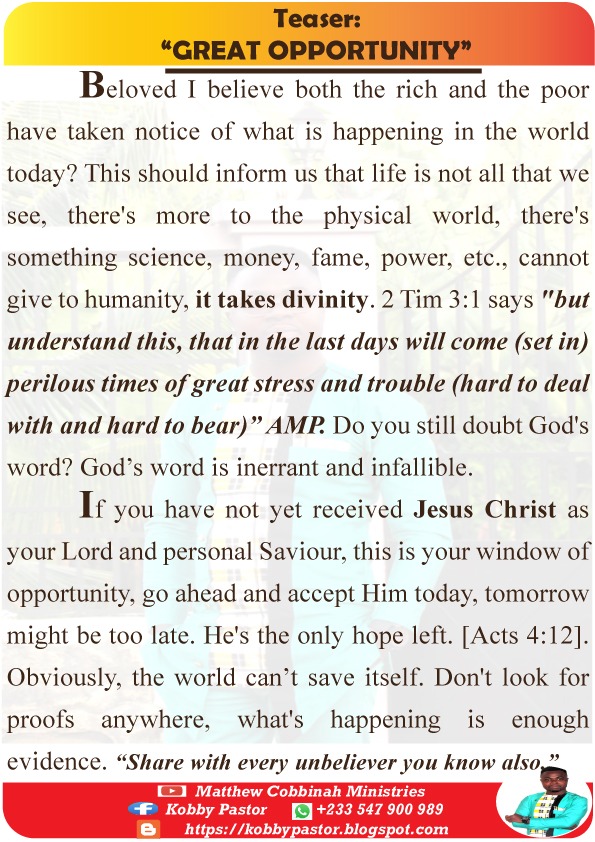 Teaser:
“GREAT OPPORTUNITY”
Beloved I believe both the rich and the poor
have taken notice of what is happening in the world
today? This should inform us that life is not all that we
see, there's more to the physical world, there's
something science, money, fame, power, etc., cannot
give to humanity, it takes divinity. 2 Tim 3:1 says "but
understand this, that in the last days will come (set in)
perilous times of great stress and trouble (hard to deal
with and hard to bear)” AMP. Do you still doubt God's
word? God’s word is inerrant and infallible.
If you have not yet received Jesus Christ as
your Lord and personal Saviour, this is your window of
opportunity, go ahead and accept Him today, tomorrow
might be too late. He's the only hope left. [Acts 4:12].
Obviously, the world can’t save itself. Don't look for
proofs anywhere, what's happening is enough
evidence. “Share with every unbeliever you know also.”
Matthew Cobbinah Ministries
Kobby Pastor +233 547 900 989
https://kobbypastor.blogspot.com